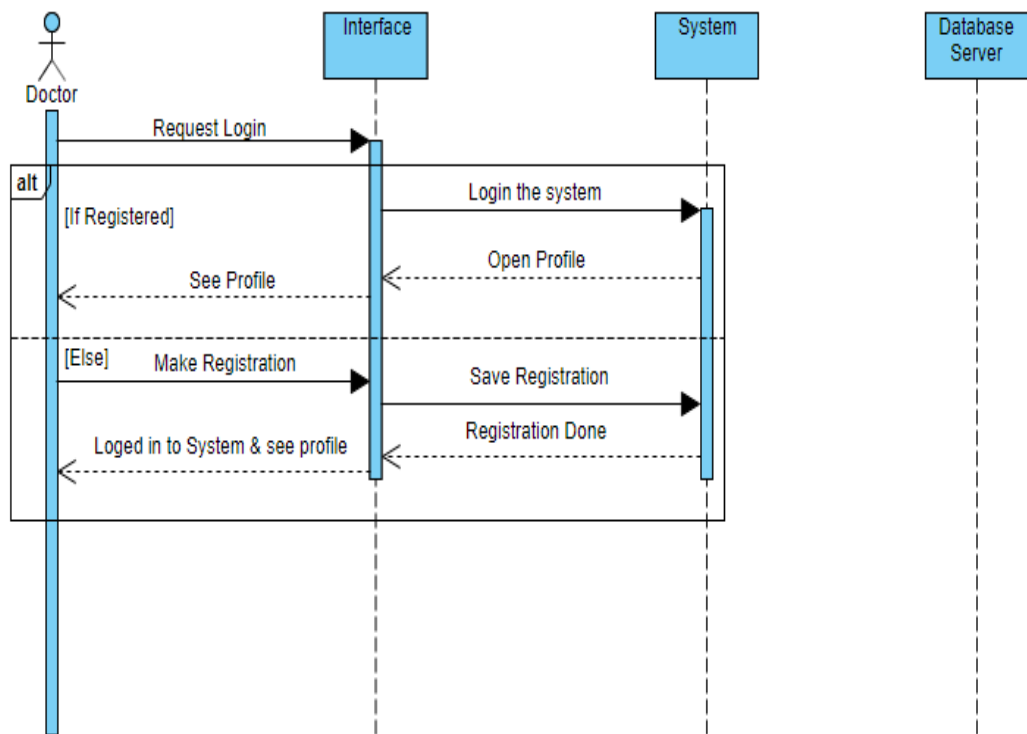 Interface
System
Database
Server
Doctor
Request Login
alt
Login the system
[If Registered]
Open Profile
See Profile
[Else]
Make Registration
Save Registration
Registration Done
Loged in to System & see profile